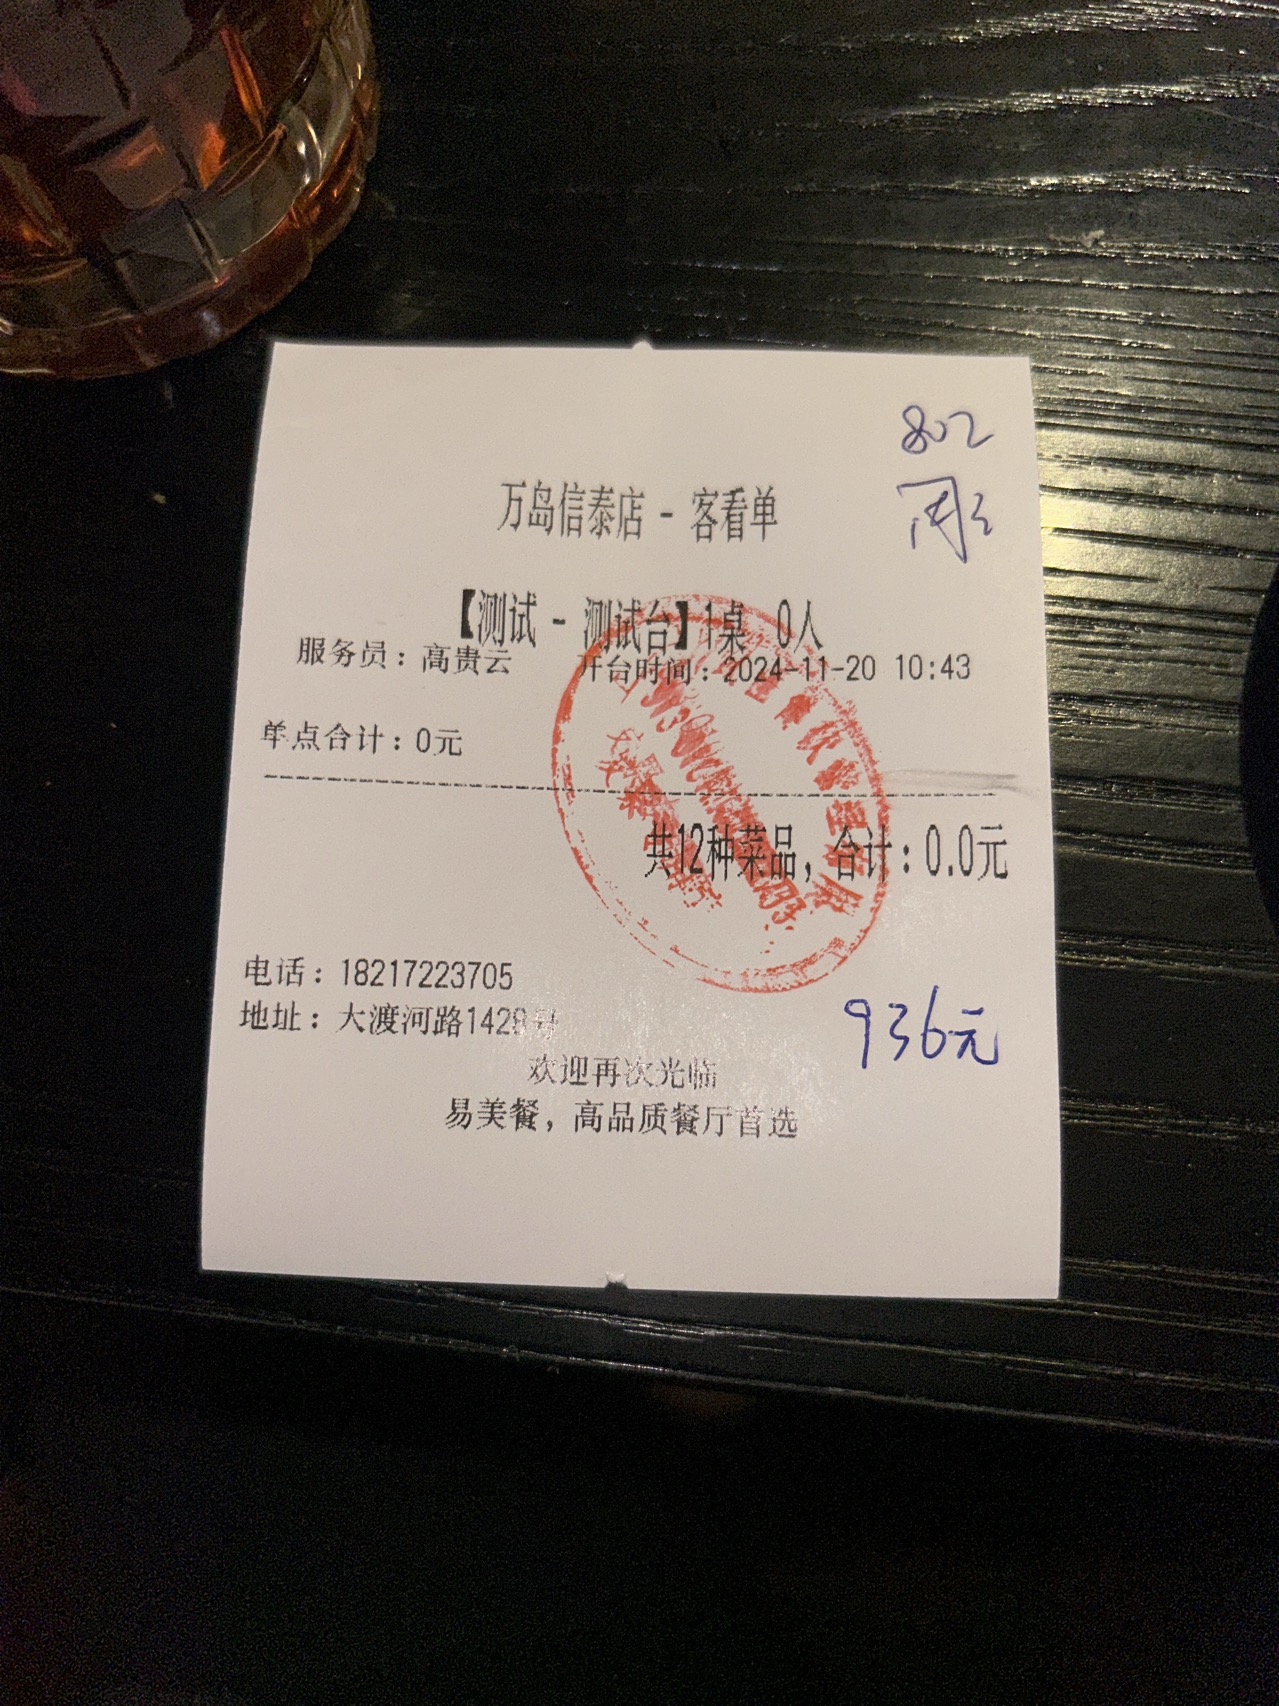 802
万岛信泰店 - 客看单
【测试 - 测试台】1桌 0人
服务员：高贵云 开台时间：2024-11-20 10:43
单点合计：0元
共12种菜品，合计：0.0元
电话：18217223705
地址：大渡河路1428号
936元
欢迎再次光临
易美餐，高品质餐厅首选